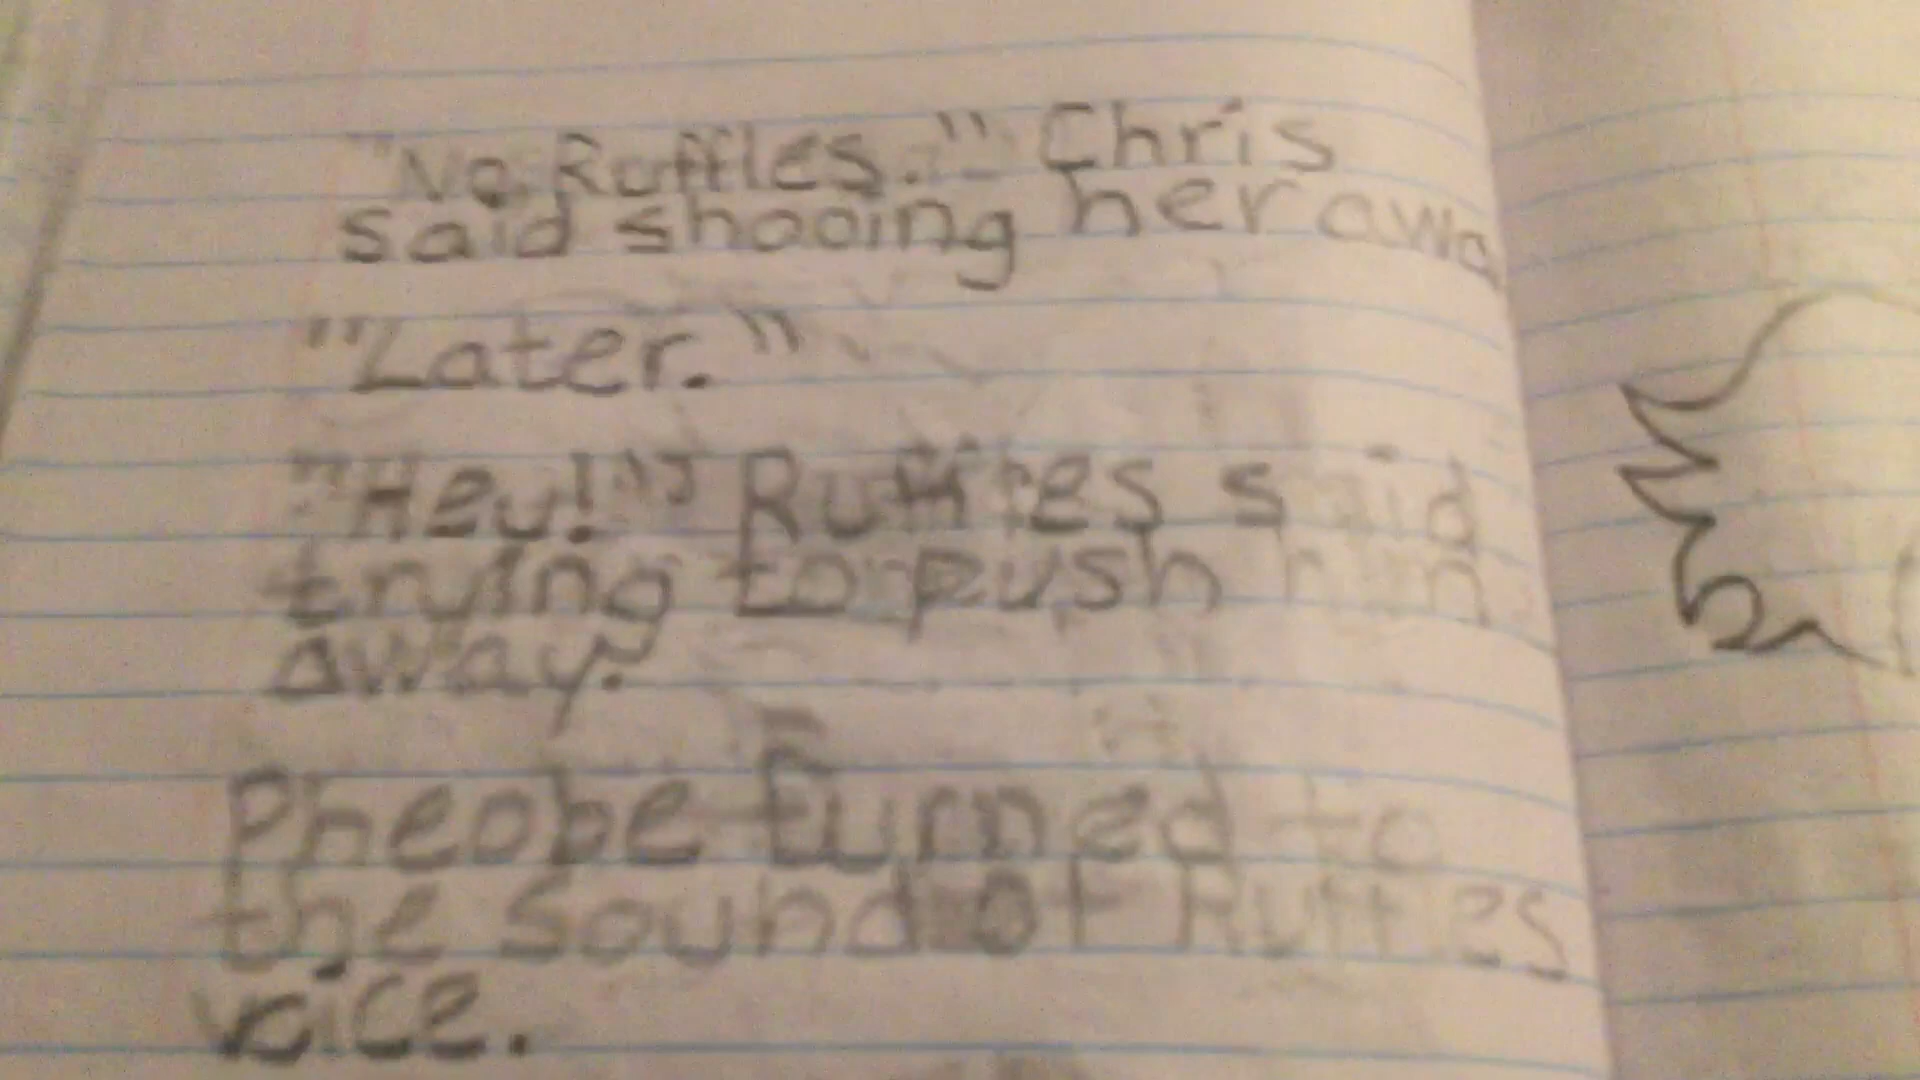 "No Ruffles." Chris
said shooing her awa
"Later."
"Hey!" Ruffles said
trying to push him
away.
Pheobe turned to
the sound of Ruffles
voice.